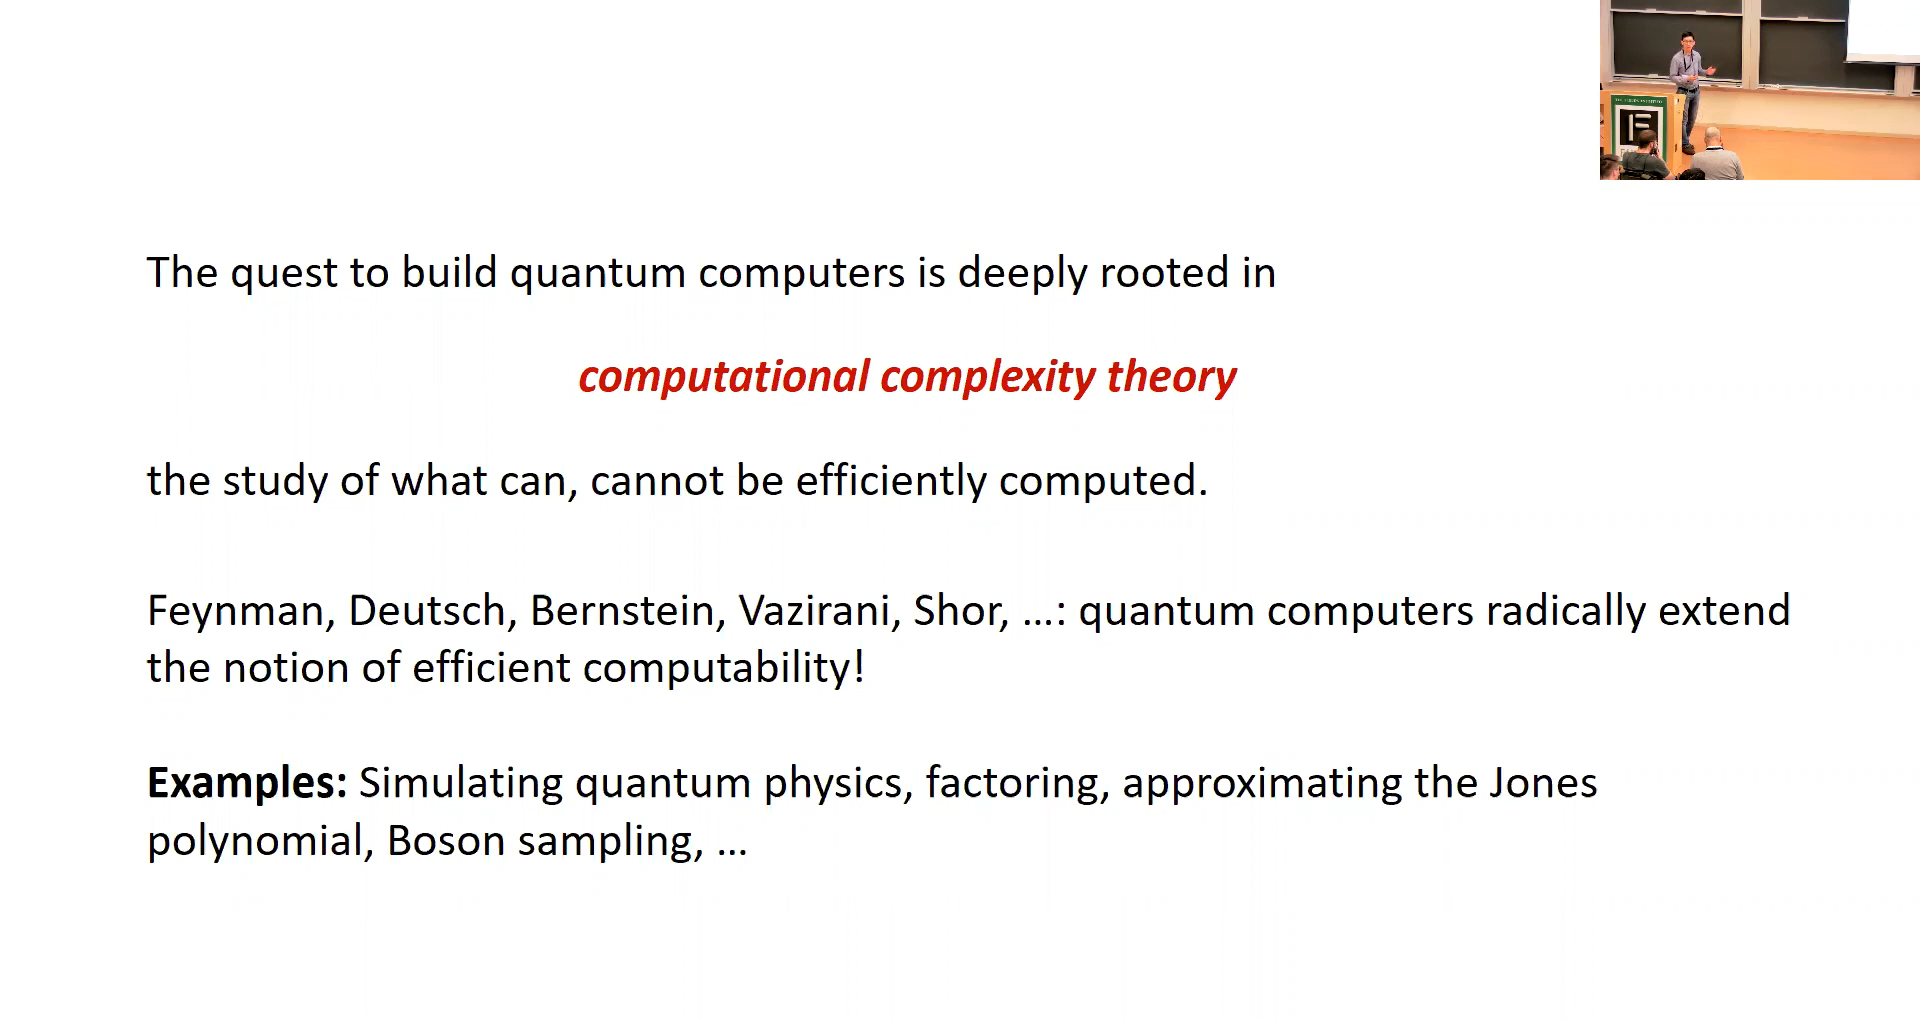 The quest to build quantum computers is deeply rooted in
computational complexity theory
the study of what can, cannot be efficiently computed.
Feynman, Deutsch, Bernstein, Vazirani, Shor, ...: quantum computers radically extend
the notion of efficient computability!
Examples: Simulating quantum physics, factoring, approximating the Jones
polynomial, Boson sampling, ...